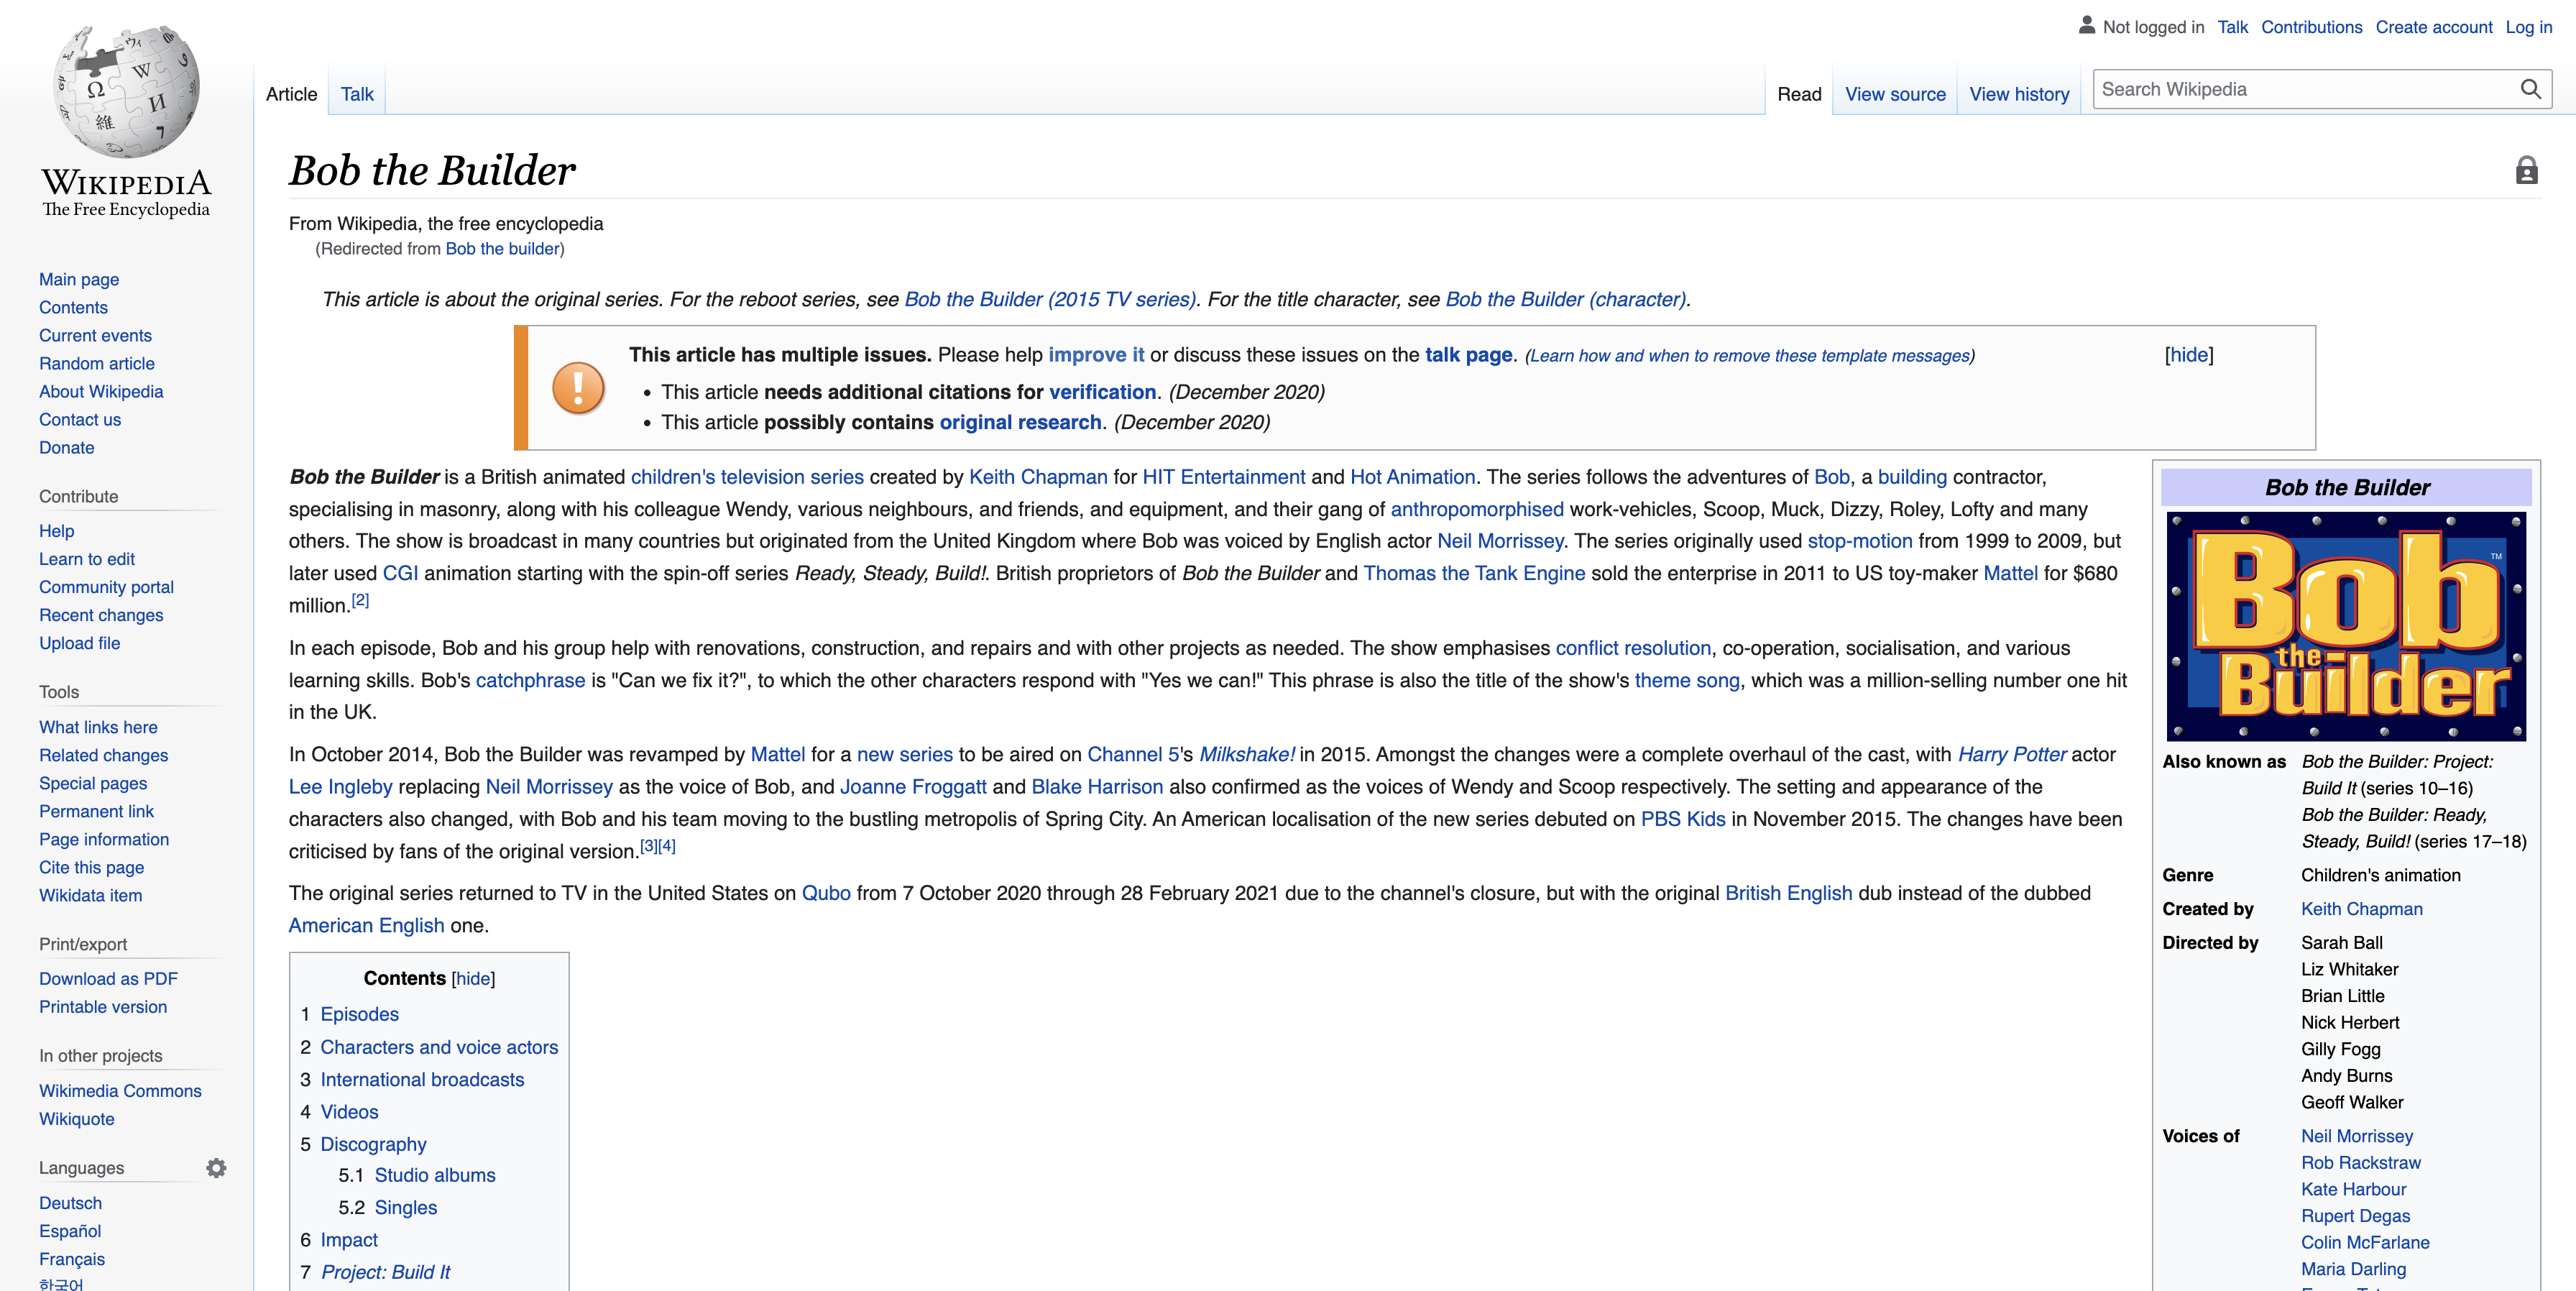 Not logged in Talk Contributions Create account Log in
Article Talk Read View source View history Search Wikipedia
WIKIPEDIA
The Free Encyclopedia
Main page
Contents
Current events
Random article
About Wikipedia
Contact us
Donate
Contribute
Help
Learn to edit
Community portal
Recent changes
Upload file
Tools
What links here
Related changes
Special pages
Permanent link
Page information
Cite this page
Wikidata item
Print/export
Download as PDF
Printable version
In other projects
Wikimedia Commons
Wikiquote
Languages
Deutsch
Español
Français
한국어
Bob the Builder
From Wikipedia, the free encyclopedia
(Redirected from Bob the builder)
This article is about the original series. For the reboot series, see Bob the Builder (2015 TV series). For the title character, see Bob the Builder (character).
This article has multiple issues. Please help improve it or discuss these issues on the talk page. (Learn how and when to remove these template messages) [hide]
• This article needs additional citations for verification. (December 2020)
• This article possibly contains original research. (December 2020)
Bob the Builder is a British animated children's television series created by Keith Chapman for HIT Entertainment and Hot Animation. The series follows the adventures of Bob, a building contractor,
specialising in masonry, along with his colleague Wendy, various neighbours, and friends, and equipment, and their gang of anthropomorphised work-vehicles, Scoop, Muck, Dizzy, Roley, Lofty and many
others. The show is broadcast in many countries but originated from the United Kingdom where Bob was voiced by English actor Neil Morrissey. The series originally used stop-motion from 1999 to 2009, but
later used CGI animation starting with the spin-off series Ready, Steady, Build!. British proprietors of Bob the Builder and Thomas the Tank Engine sold the enterprise in 2011 to US toy-maker Mattel for $680
million.[2]
In each episode, Bob and his group help with renovations, construction, and repairs and with other projects as needed. The show emphasises conflict resolution, co-operation, socialisation, and various
learning skills. Bob's catchphrase is "Can we fix it?", to which the other characters respond with "Yes we can!" This phrase is also the title of the show's theme song, which was a million-selling number one hit
in the UK.
In October 2014, Bob the Builder was revamped by Mattel for a new series to be aired on Channel 5's Milkshake! in 2015. Amongst the changes were a complete overhaul of the cast, with Harry Potter actor
Lee Ingleby replacing Neil Morrissey as the voice of Bob, and Joanne Froggatt and Blake Harrison also confirmed as the voices of Wendy and Scoop respectively. The setting and appearance of the
characters also changed, with Bob and his team moving to the bustling metropolis of Spring City. An American localisation of the new series debuted on PBS Kids in November 2015. The changes have been
criticised by fans of the original version.[3][4]
The original series returned to TV in the United States on Qubo from 7 October 2020 through 28 February 2021 due to the channel's closure, but with the original British English dub instead of the dubbed
American English one.
Contents [hide]
1 Episodes
2 Characters and voice actors
3 International broadcasts
4 Videos
5 Discography
5.1 Studio albums
5.2 Singles
6 Impact
7 Project: Build It
Bob the Builder
Bob
TM
the
Builder
Also known as Bob the Builder: Project:
Build It (series 10–16)
Bob the Builder: Ready,
Steady, Build! (series 17–18)
Genre Children's animation
Created by Keith Chapman
Directed by Sarah Ball
Liz Whitaker
Brian Little
Nick Herbert
Gilly Fogg
Andy Burns
Geoff Walker
Voices of Neil Morrissey
Rob Rackstraw
Kate Harbour
Rupert Degas
Colin McFarlane
Maria Darling